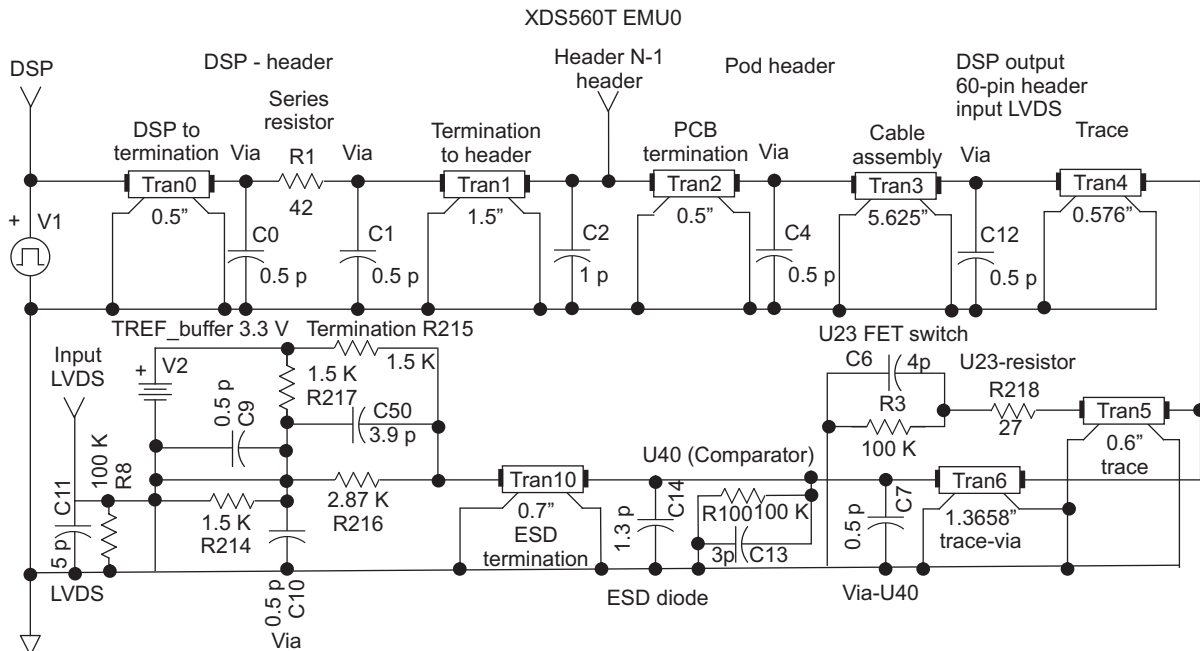 XDS560T EMU0
DSP
DSP - header
Header N-1
header
Pod header
DSP output
60-pin header
input LVDS
Series
resistor
DSP to
termination
Via
R1
Via
Termination
to header
PCB
termination
Via
Cable
assembly
Via
Trace
Tran0
Tran1
Tran2
Tran3
Tran4
42
0.5”
1.5”
0.5”
5.625”
0.576”
+
V1
C0
0.5 p
C1
0.5 p
C2
1 p
C4
0.5 p
C12
0.5 p
TREF_buffer 3.3 V
Termination R215
U23 FET switch
Input
LVDS
+
V2
1.5 K
1.5 K
R217
C6
4p
U23-resistor
0.5 p
C9
C50
3.9 p
R3
100 K
R218
27
Tran5
0.6”
trace
100 K
R8
U40 (Comparator)
C11
5 p
2.87 K
R216
1.5 K
R214
Tran10
0.7”
ESD
termination
C14
1.3 p
R100
100 K
3p
C13
C7
0.5 p
Tran6
1.3658”
trace-via
LVDS
0.5 p
C10
Via
ESD diode
Via-U40